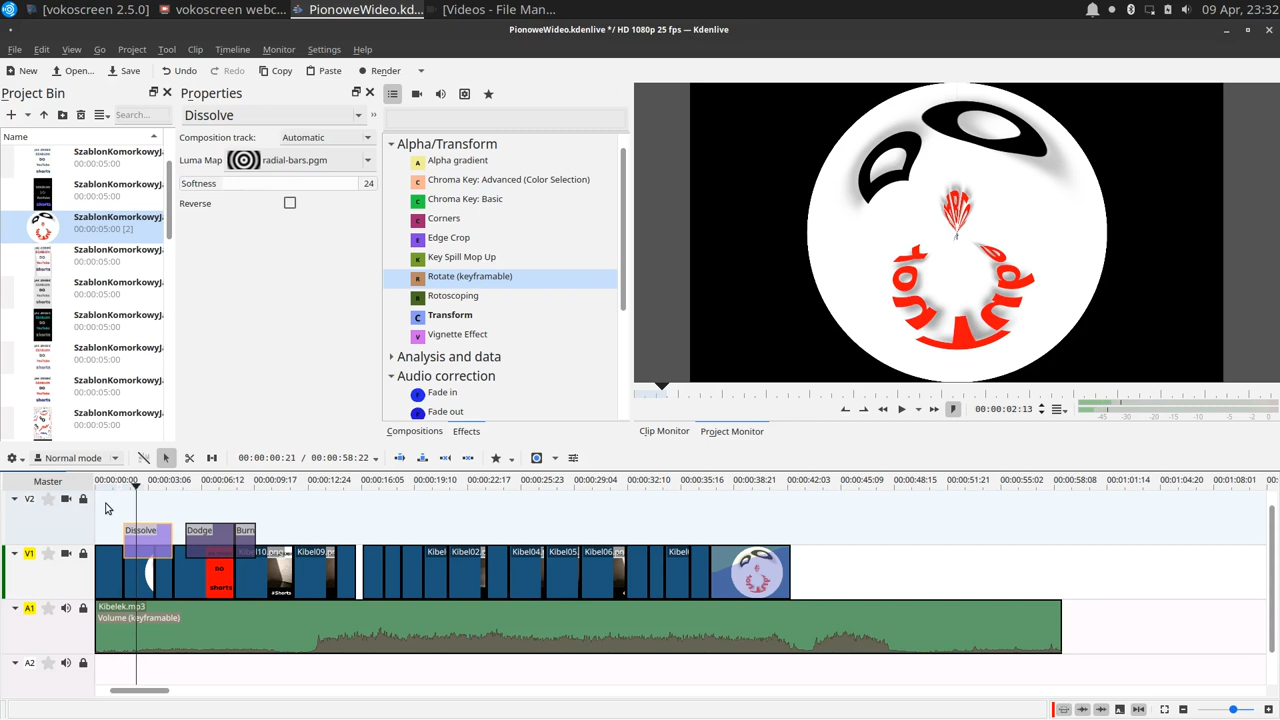 [vokoscreen 2.5.0]
vokoscreen webc...
PionoweWideo.kd...
[Videos - File Man...
09 Apr, 23:32
PionoweWideo.kdenlive */ HD 1080p 25 fps — Kdenlive
File Edit View Go Project Tool Clip Timeline Monitor Settings Help
New Open... Save Undo Redo Copy Paste Render
Project Bin
Search...
Name
SzablonKomorkowyJ.
00:00:05:00
SzablonKomorkowyJ.
00:00:05:00
SzablonKomorkowyJ.
00:00:05:00 [2]
SzablonKomorkowyJ.
00:00:05:00
SzablonKomorkowyJ.
00:00:05:00
SzablonKomorkowyJ.
00:00:05:00
SzablonKomorkowyJ.
00:00:05:00
SzablonKomorkowyJ.
00:00:05:00
SzablonKomorkowyJ.
00:00:05:00
Properties
Dissolve
Composition track: Automatic
Luma Map radial-bars.pgm
Softness 24
Reverse
Alpha/Transform
Alpha gradient
Chroma Key: Advanced (Color Selection)
Chroma Key: Basic
Corners
Edge Crop
Key Spill Mop Up
Rotate (keyframable)
Rotoscoping
Transform
Vignette Effect
Analysis and data
Audio correction
Fade in
Fade out
Compositions Effects
00:00:02:13
-45 -30 -20 -15 -10 -5 -2 0
Clip Monitor Project Monitor
Normal mode
00:00:00:21 / 00:00:58:22
Master
00:00:00:00 00:00:03:06 00:00:06:12 00:00:09:17 00:00:12:24 00:00:16:05 00:00:19:10 00:00:22:17 00:00:25:23 00:00:29:04 00:00:32:10 00:00:35:16 00:00:38:22 00:00:42:03 00:00:45:09 00:00:48:15 00:00:51:21 00:00:55:02 00:00:58:08 00:01:01:14 00:01:04:20 00:01:08:01
V2
Dissolve Dodge Burn
V1
DO
shorts
Kibel10.png
#Shorts
Kibel09.
Kibel
Kibel02.
Kibel04.
Kibel05.
Kibel06.
Kibel
A1
Kibelek.mp3
Volume (keyframable)
A2